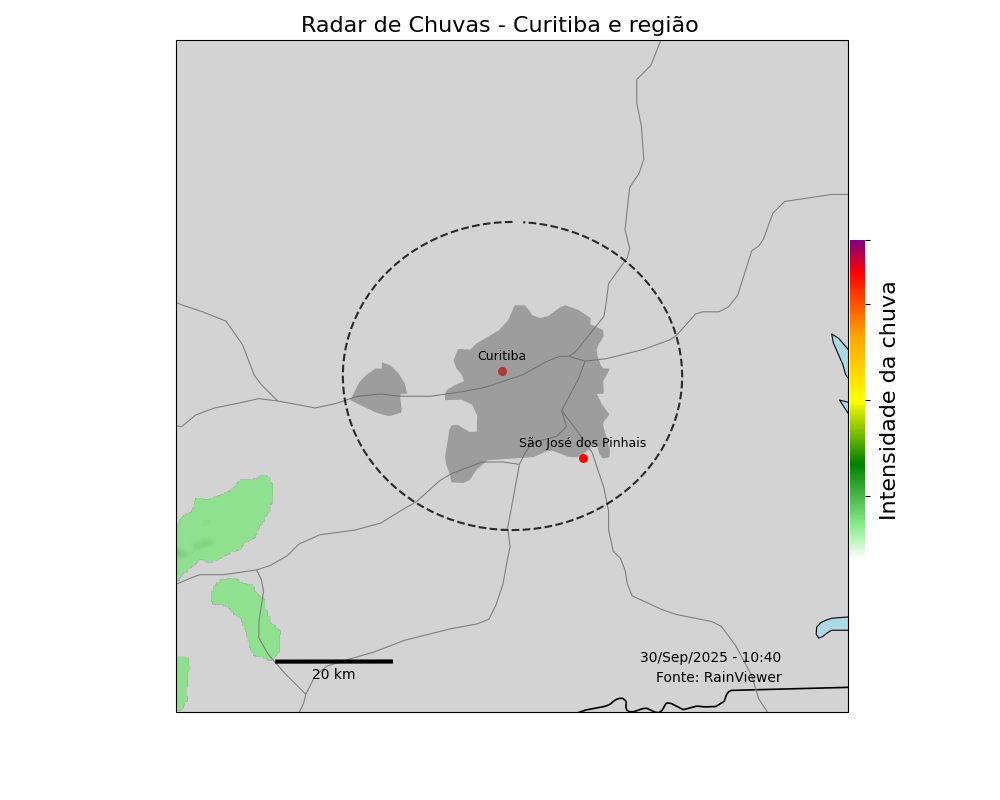 Radar de Chuvas - Curitiba e região
Curitiba
São José dos Pinhais
Intensidade da chuva
30/Sep/2025 - 10:40
20 km
Fonte: RainViewer